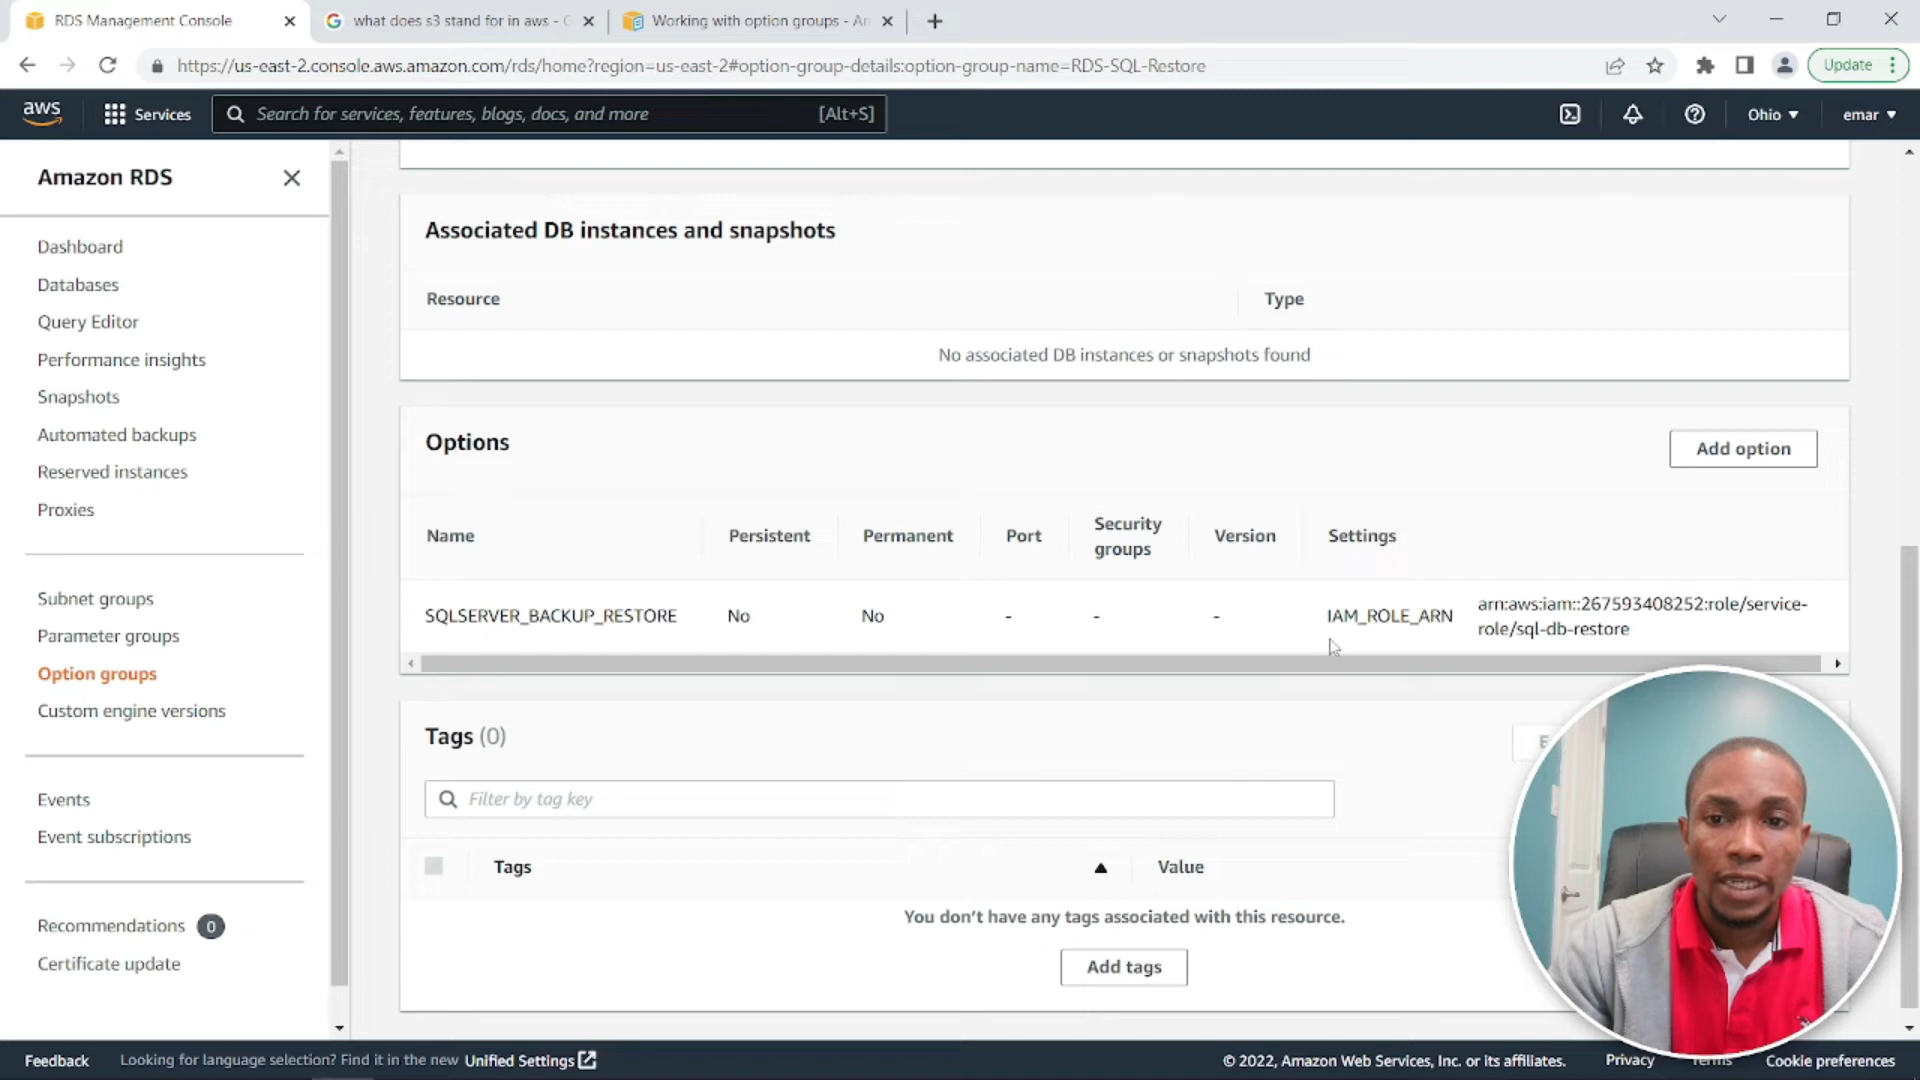 RDS Management Console
what does s3 stand for in aws - G
Working with option groups - Am
https://us-east-2.console.aws.amazon.com/rds/home?region=us-east-2#option-group-details:option-group-name=RDS-SQL-Restore
Update
aws
Services
Search for services, features, blogs, docs, and more
[Alt+S]
Ohio
emar
Amazon RDS
Dashboard
Databases
Query Editor
Performance insights
Snapshots
Automated backups
Reserved instances
Proxies
Subnet groups
Parameter groups
Option groups
Custom engine versions
Events
Event subscriptions
Recommendations 0
Certificate update
Associated DB instances and snapshots
Resource
Type
No associated DB instances or snapshots found
Options
Add option
Name
Persistent
Permanent
Port
Security
groups
Version
Settings
SQLSERVER_BACKUP_RESTORE
No
No
-
-
-
IAM_ROLE_ARN
arn:aws:iam::267593408252:role/service-
role/sql-db-restore
Tags (0)
Filter by tag key
Tags
Value
You don't have any tags associated with this resource.
Add tags
Feedback
Looking for language selection? Find it in the new Unified Settings
© 2022, Amazon Web Services, Inc. or its affiliates.
Privacy
Terms
Cookie preferences